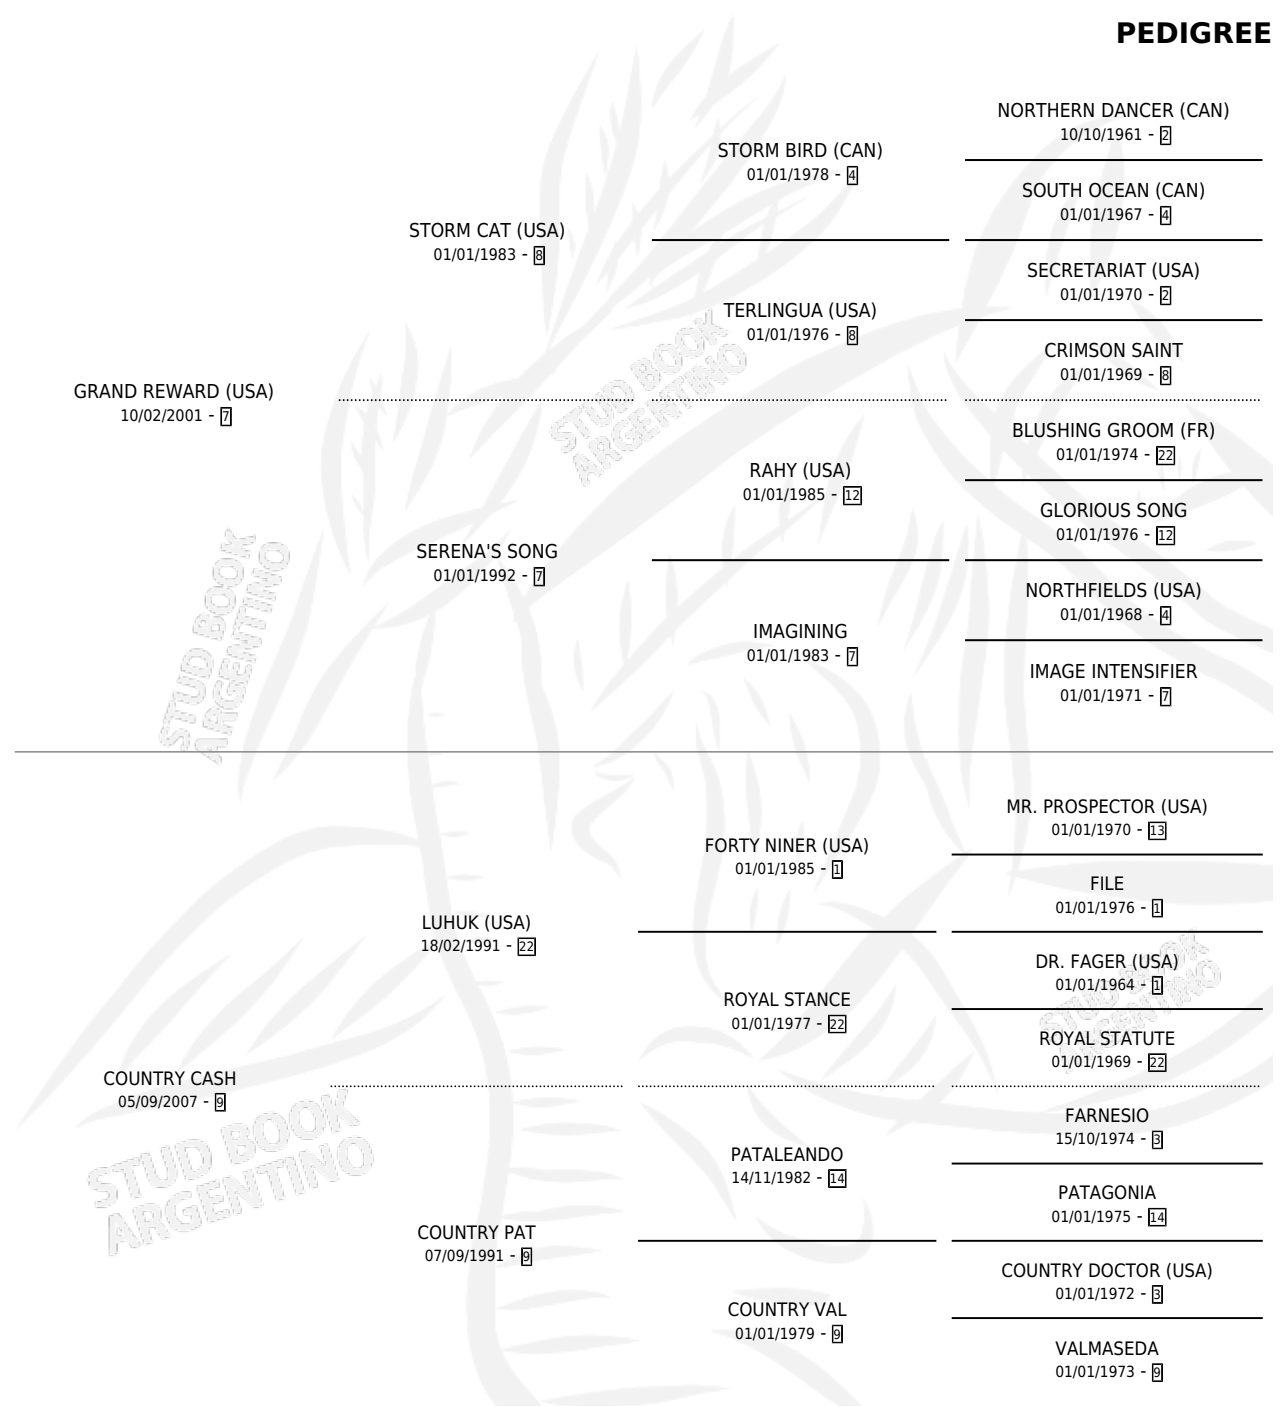 PEDIGREE
NORTHERN DANCER (CAN)
10/10/1961 - 2
STORM BIRD (CAN)
01/01/1978 - 4
SOUTH OCEAN (CAN)
01/01/1967 - 4
STORM CAT (USA)
01/01/1983 - 8
SECRETARIAT (USA)
01/01/1970 - 2
TERLINGUA (USA)
01/01/1976 - 8
CRIMSON SAINT
01/01/1969 - 8
GRAND REWARD (USA)
10/02/2001 - 7
STUD BOOK
ARGENTINO
BLUSHING GROOM (FR)
01/01/1974 - 22
RAHY (USA)
01/01/1985 - 12
GLORIOUS SONG
01/01/1976 - 12
SERENA'S SONG
01/01/1992 - 7
NORTHFIELDS (USA)
01/01/1968 - 4
IMAGINING
01/01/1983 - 7
IMAGE INTENSIFIER
01/01/1971 - 7
STUD BOOK
ARGENTINO
MR. PROSPECTOR (USA)
01/01/1970 - 13
FORTY NINER (USA)
01/01/1985 - 1
FILE
01/01/1976 - 1
LUHUK (USA)
18/02/1991 - 22
DR. FAGER (USA)
01/01/1964 - 1
STUD BOOK
ARGENTINO
ROYAL STANCE
01/01/1977 - 22
ROYAL STATUTE
01/01/1969 - 22
COUNTRY CASH
05/09/2007 - 9
STUD BOOK
ARGENTINO
FARNESIO
15/10/1974 - 3
PATALEANDO
14/11/1982 - 14
PATAGONIA
01/01/1975 - 14
COUNTRY PAT
07/09/1991 - 9
COUNTRY DOCTOR (USA)
01/01/1972 - 3
COUNTRY VAL
01/01/1979 - 9
VALMASEDA
01/01/1973 - 9